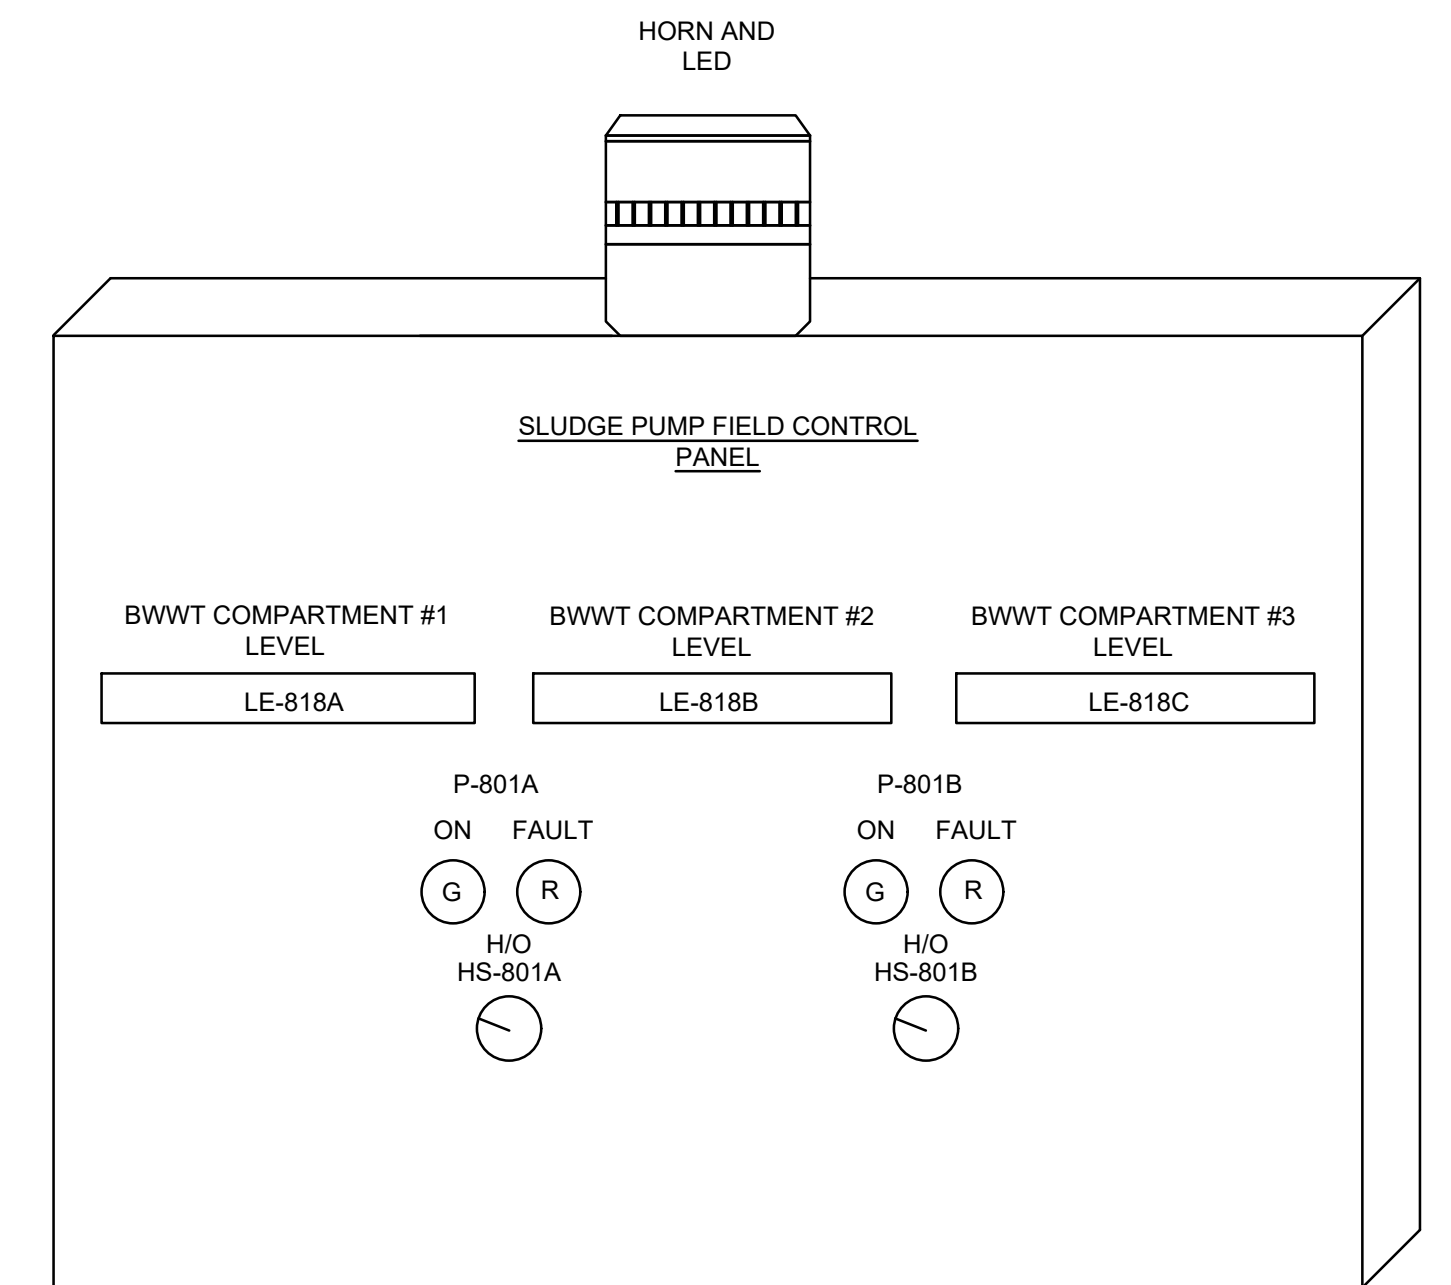 HORN AND
LED
SLUDGE PUMP FIELD CONTROL
PANEL
BWWT COMPARTMENT #1
LEVEL
LE-818A
BWWT COMPARTMENT #2
LEVEL
LE-818B
BWWT COMPARTMENT #3
LEVEL
LE-818C
P-801A
ON FAULT
G R
H/O
HS-801A
P-801B
ON FAULT
G R
H/O
HS-801B